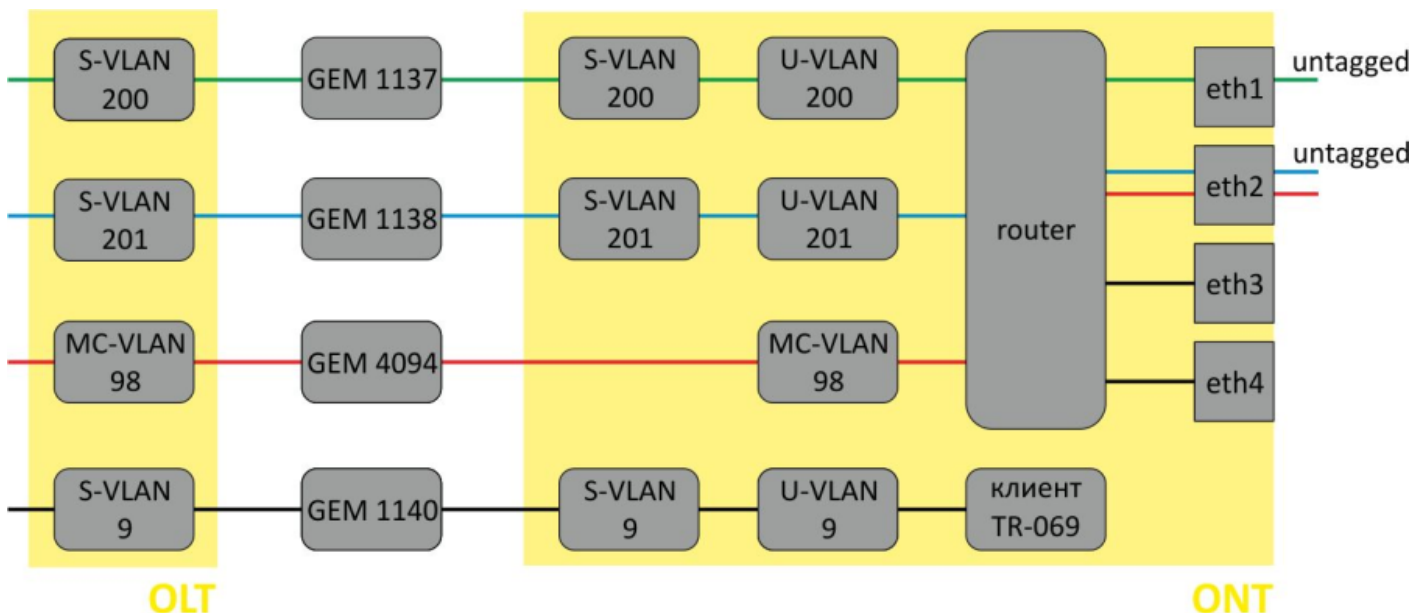 S-VLAN
200
GEM 1137
S-VLAN
200
U-VLAN
200
router
eth1
untagged
S-VLAN
201
GEM 1138
S-VLAN
201
U-VLAN
201
eth2
untagged
eth3
MC-VLAN
98
GEM 4094
MC-VLAN
98
eth4
S-VLAN
9
GEM 1140
S-VLAN
9
U-VLAN
9
клиент
TR-069
OLT
ONT